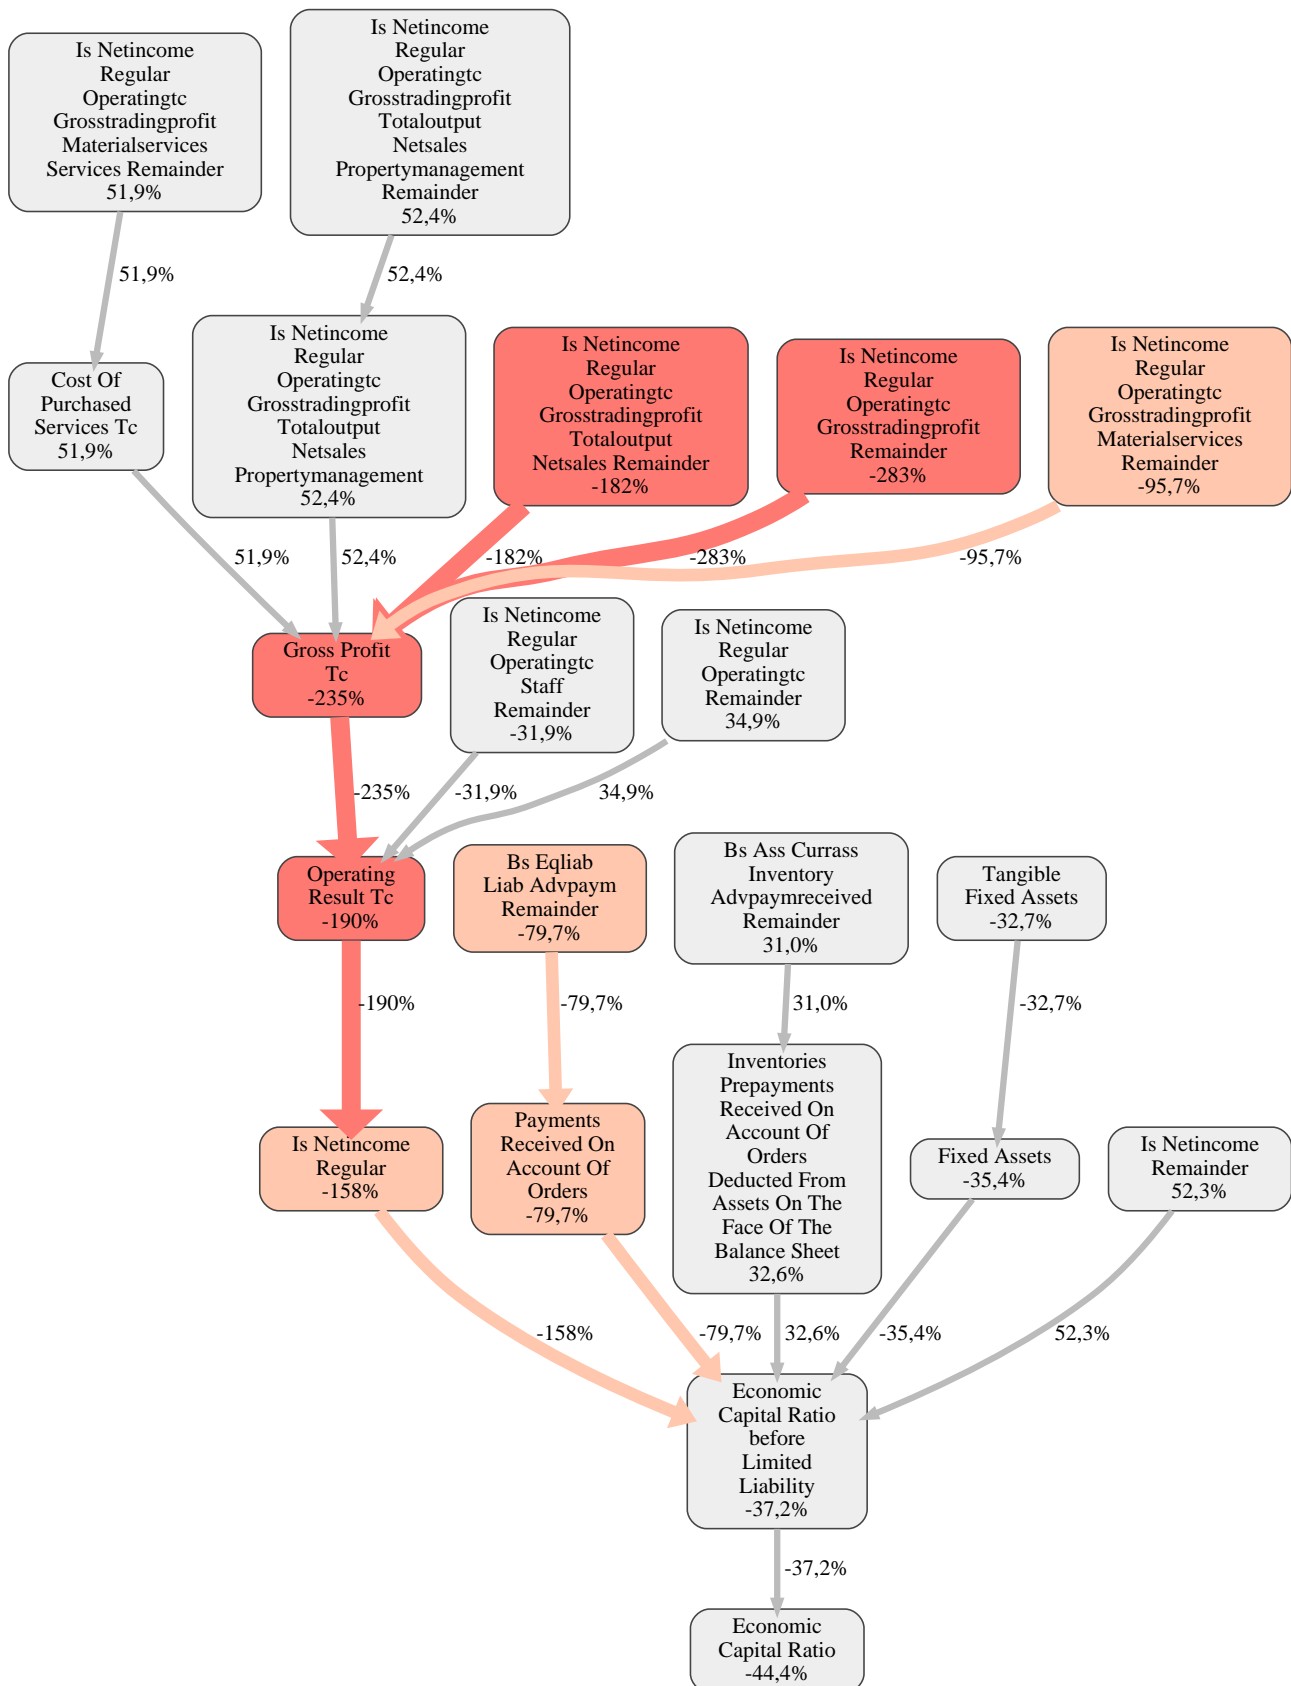 Is Netincome
Regular
Operatingtc
Grosstradingprofit
Materialservices
Services Remainder
51,9%
Is Netincome
Regular
Operatingtc
Grosstradingprofit
Totaloutput
Netsales
Propertymanagement
Remainder
52,4%
51,9%
52,4%
Cost Of
Purchased
Services Tc
51,9%
Is Netincome
Regular
Operatingtc
Grosstradingprofit
Totaloutput
Netsales
Propertymanagement
52,4%
Is Netincome
Regular
Operatingtc
Grosstradingprofit
Totaloutput
Netsales Remainder
-182%
Is Netincome
Regular
Operatingtc
Grosstradingprofit
Remainder
-283%
Is Netincome
Regular
Operatingtc
Grosstradingprofit
Materialservices
Remainder
-95,7%
51,9%
52,4%
-182%
-283%
-95,7%
Gross Profit
Tc
-235%
Is Netincome
Regular
Operatingtc
Staff
Remainder
-31,9%
Is Netincome
Regular
Operatingtc
Remainder
34,9%
-235%
-31,9%
34,9%
Operating
Result Tc
-190%
Bs Eqliab
Liab Advpaym
Remainder
-79,7%
Bs Ass Currass
Inventory
Advpaymreceived
Remainder
31,0%
Tangible
Fixed Assets
-32,7%
-190%
-79,7%
31,0%
-32,7%
Is Netincome
Regular
-158%
Payments
Received On
Account Of
Orders
-79,7%
Inventories
Prepayments
Received On
Account Of
Orders
Deducted From
Assets On The
Face Of The
Balance Sheet
32,6%
Fixed Assets
-35,4%
Is Netincome
Remainder
52,3%
-158%
-79,7%
32,6%
-35,4%
52,3%
Economic
Capital Ratio
before
Limited
Liability
-37,2%
-37,2%
Economic
Capital Ratio
-44,4%